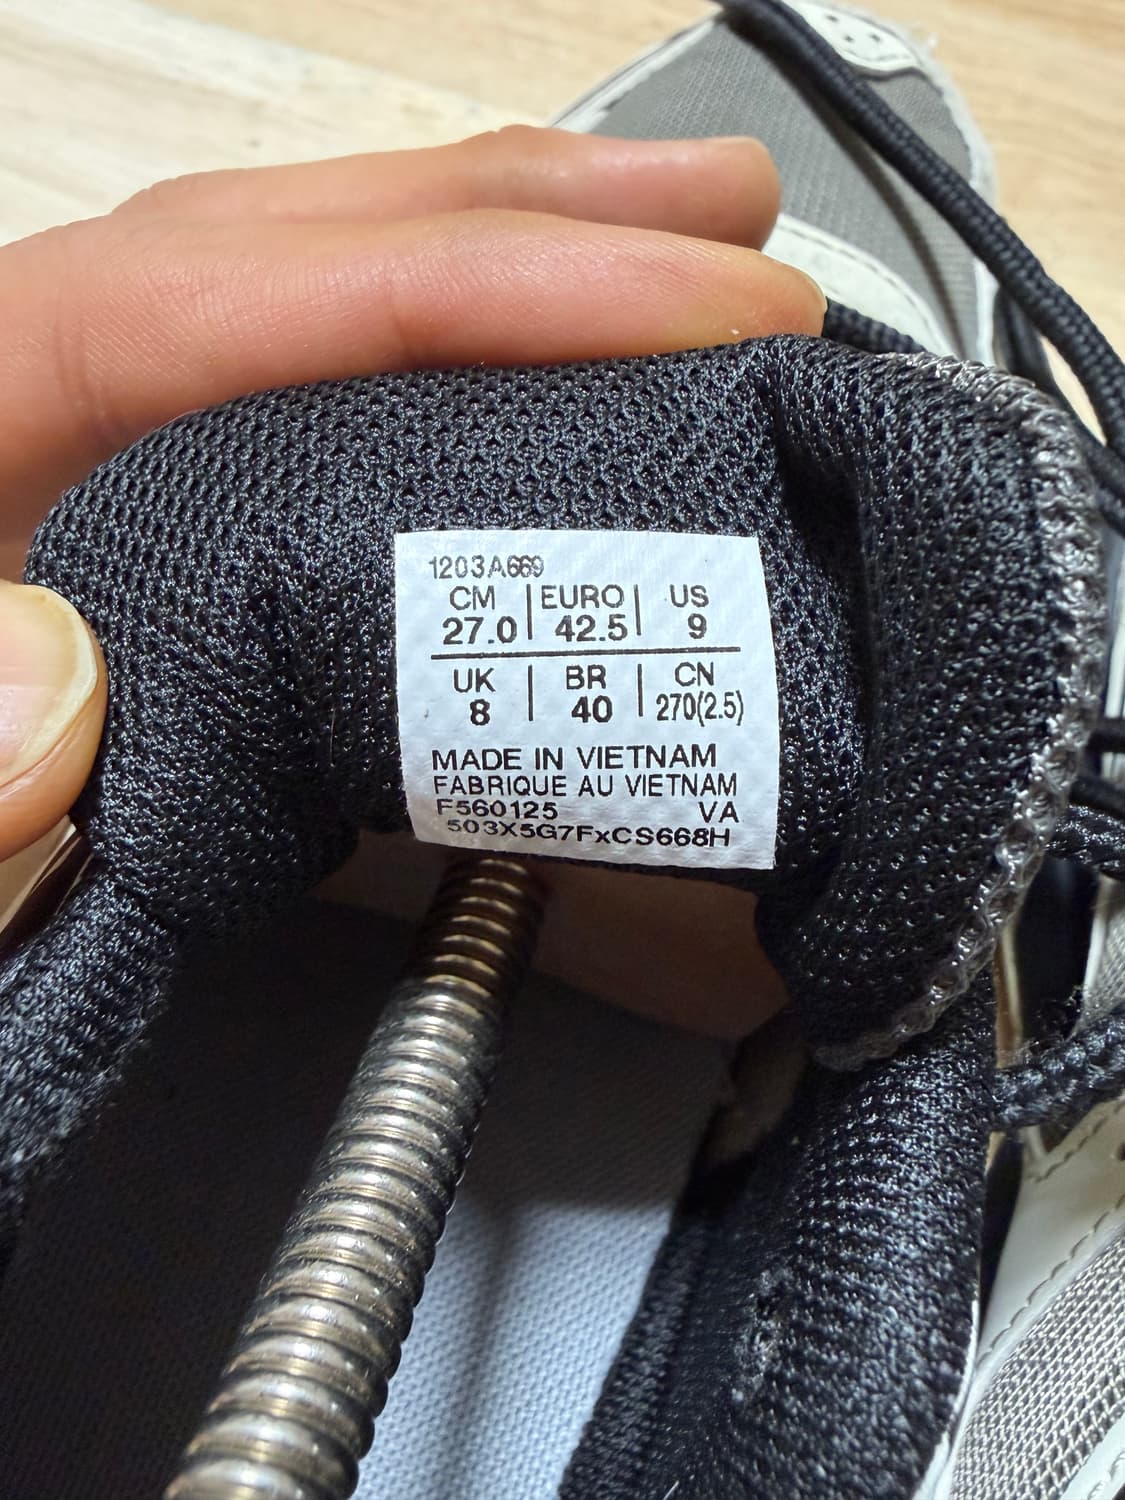 1203A669
CM | EURO | US
27.0 | 42.5 | 9
UK | BR | CN
8 | 40 | 270(2.5)
MADE IN VIETNAM
FABRIQUE AU VIETNAM
F560125 VA
503X5G7FxCS668H